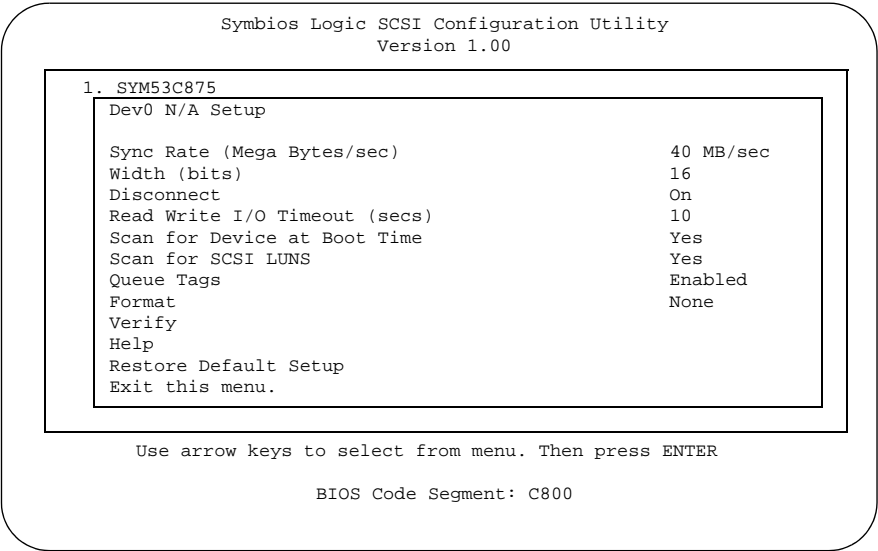 Symbios Logic SCSI Configuration Utility
Version 1.00
1. SYM53C875
Dev0 N/A Setup
Sync Rate (Mega Bytes/sec) 40 MB/sec
Width (bits) 16
Disconnect On
Read Write I/O Timeout (secs) 10
Scan for Device at Boot Time Yes
Scan for SCSI LUNS Yes
Queue Tags Enabled
Format None
Verify
Help
Restore Default Setup
Exit this menu.
Use arrow keys to select from menu. Then press ENTER
BIOS Code Segment: C800